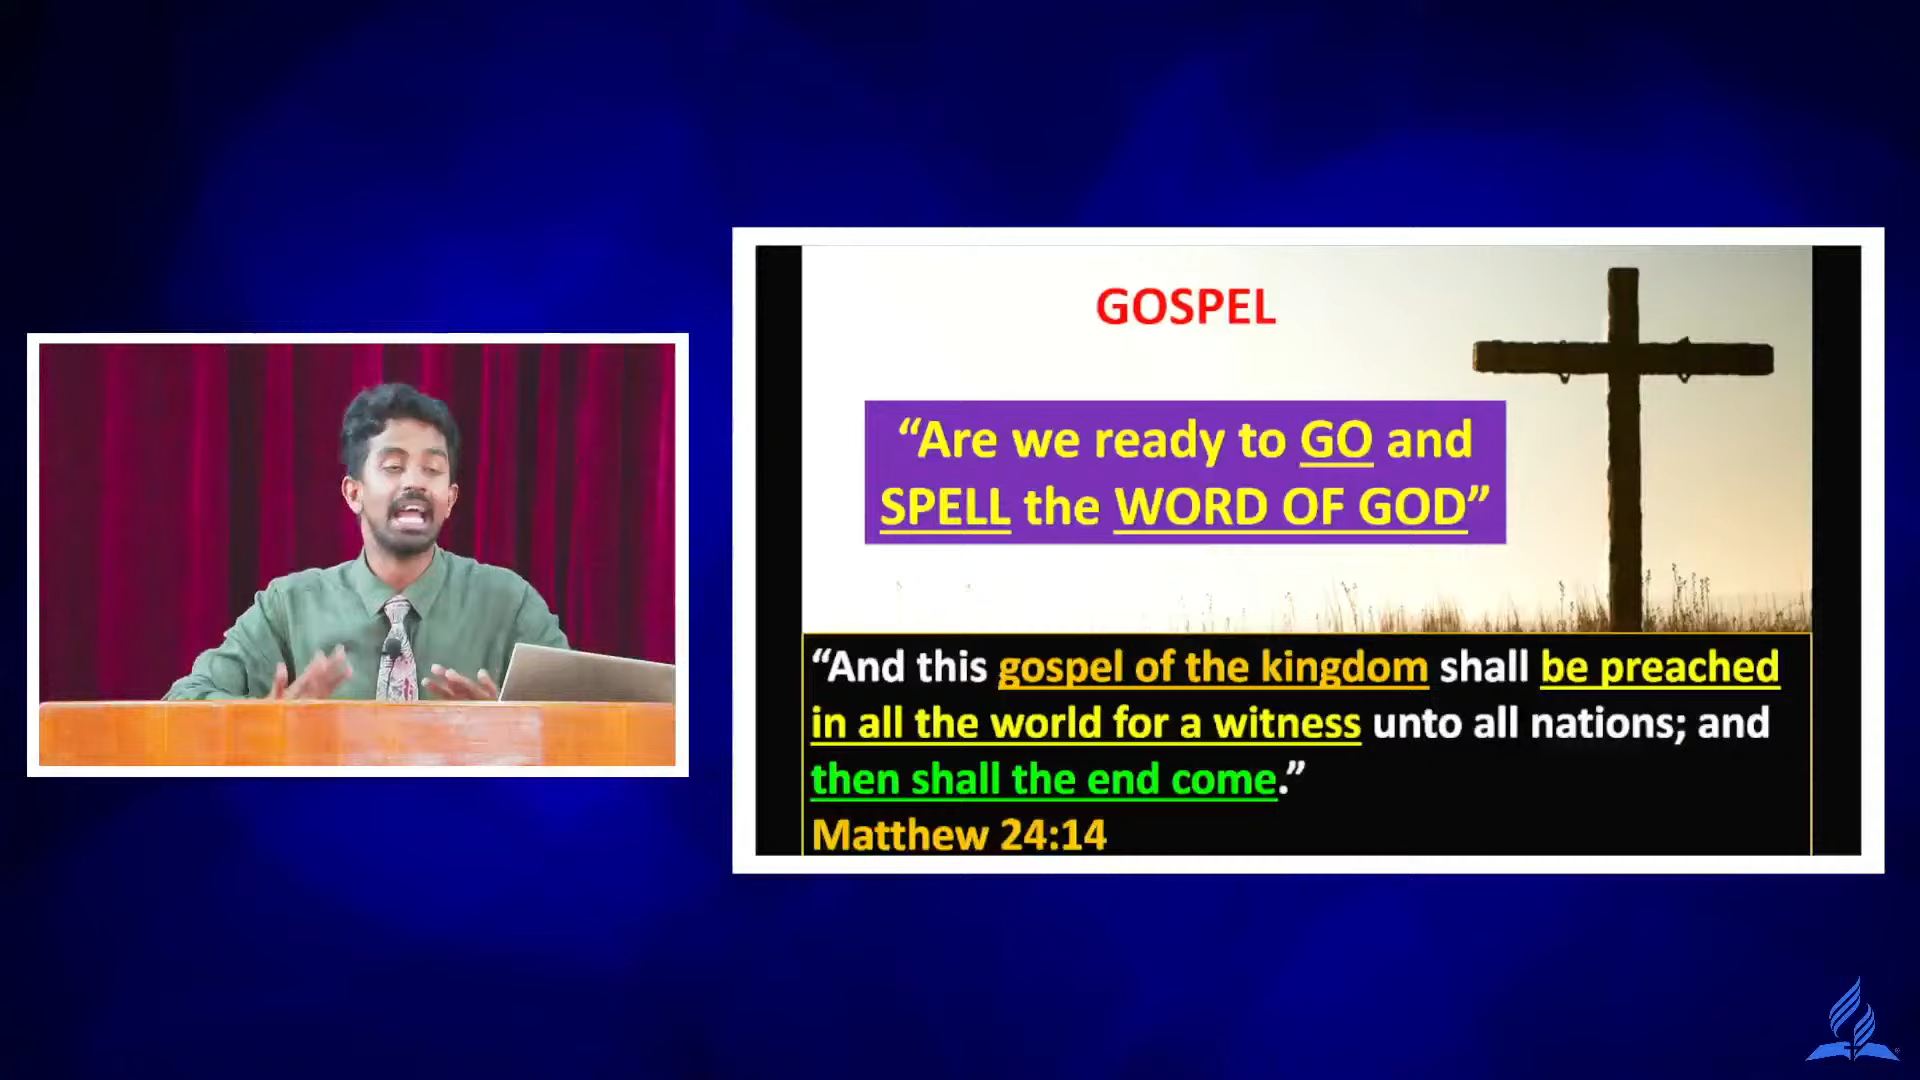 GOSPEL
“Are we ready to GO and
SPELL the WORD OF GOD”
“And this gospel of the kingdom shall be preached
in all the world for a witness unto all nations; and
then shall the end come.”
Matthew 24:14